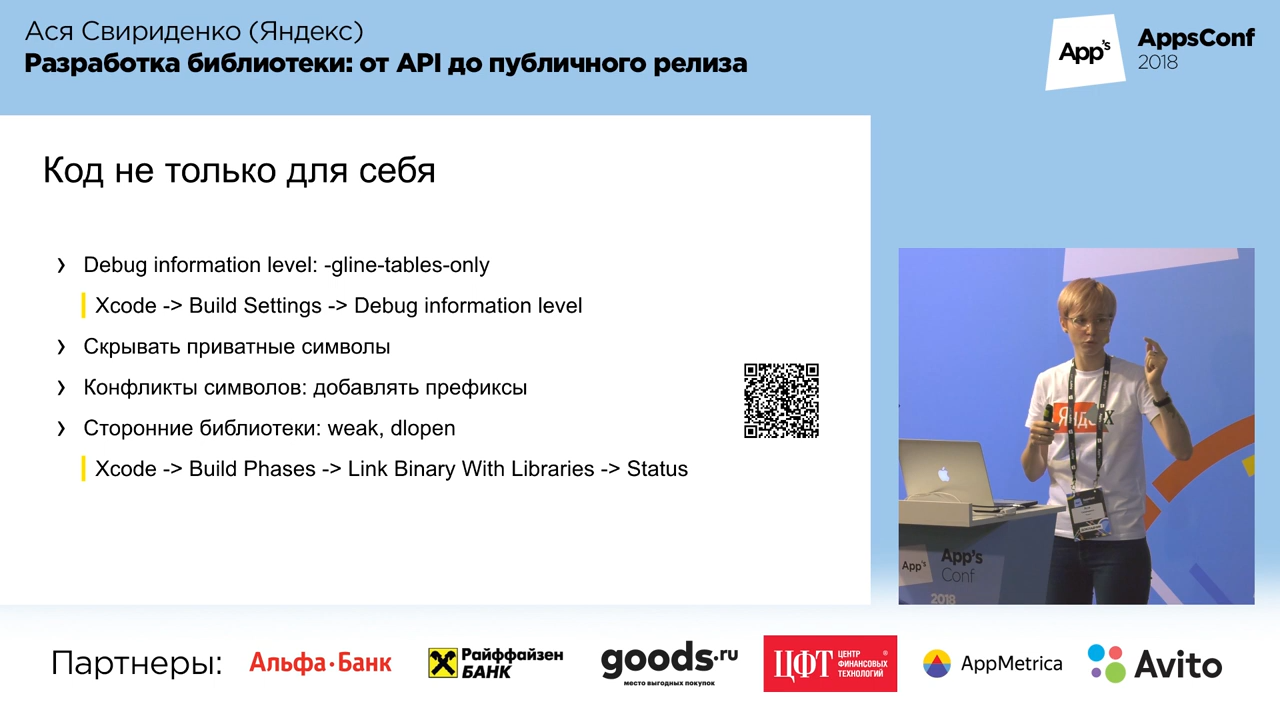 Ася Свириденко (Яндекс)
Разработка библиотеки: от API до публичного релиза
App's
AppsConf
2018
Код не только для себя
› Debug information level: -gline-tables-only
Xcode -> Build Settings -> Debug information level
› Скрывать приватные символы
› Конфликты символов: добавлять префиксы
› Сторонние библиотеки: weak, dlopen
Xcode -> Build Phases -> Link Binary With Libraries -> Status
App's
App's
Conf
2018
Партнеры:
Альфа·Банк
Райффайзен
БАНК
goods.ru
место выгодных покупок
ЦФТ
ЦЕНТР
ФИНАНСОВЫХ
ТЕХНОЛОГИЙ
®
AppMetrica
Avito